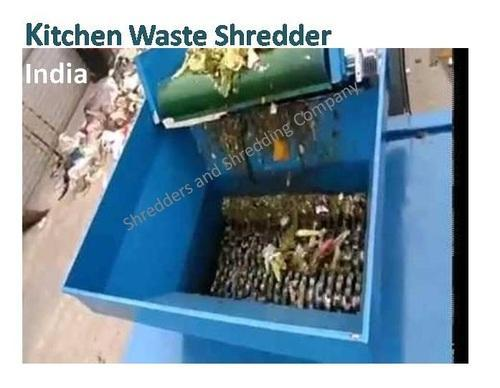 Kitchen Waste Shredder
India
Shredders and Shredding Company